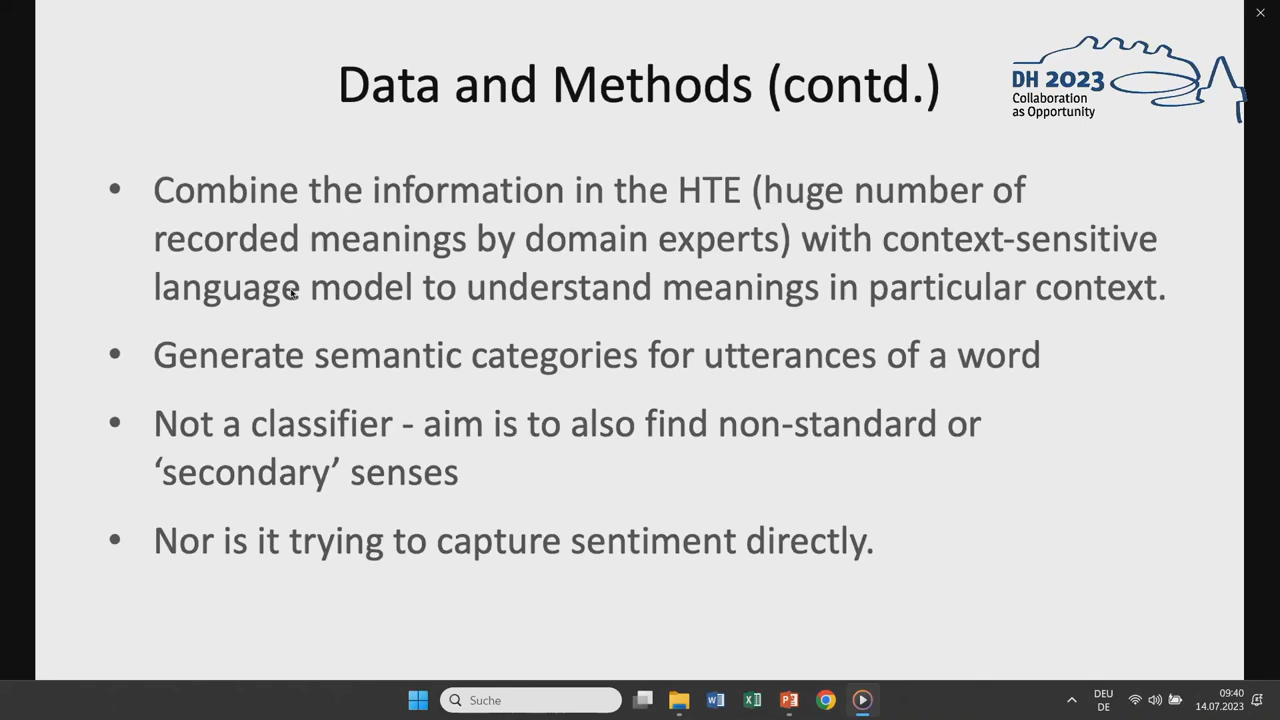 Data and Methods (contd.)
DH 2023
Collaboration
as Opportunity
• Combine the information in the HTE (huge number of
recorded meanings by domain experts) with context-sensitive
language model to understand meanings in particular context.
• Generate semantic categories for utterances of a word
• Not a classifier - aim is to also find non-standard or
‘secondary’ senses
• Nor is it trying to capture sentiment directly.
Suche
DEU
DE
09:40
14.07.2023